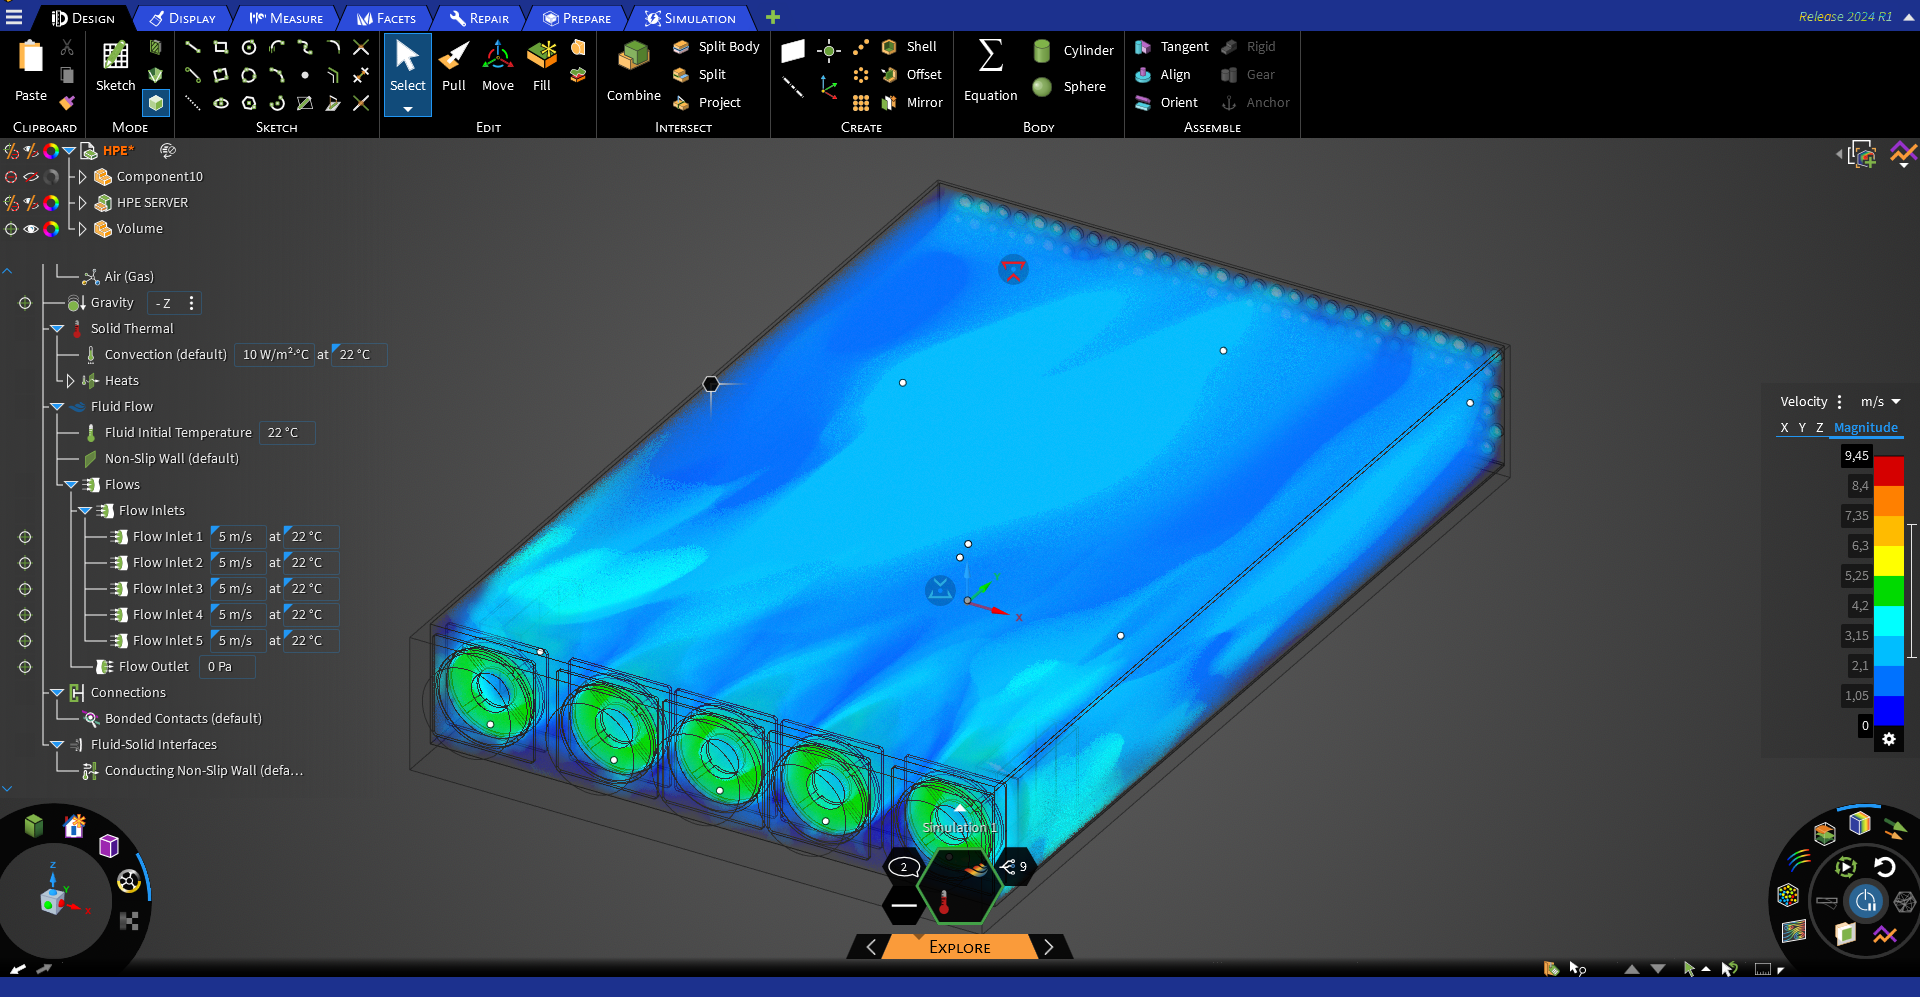 Design Display Measure Facets Repair Prepare Simulation Release 2024 R1
Paste
Clipboard
Sketch
Mode
Sketch
Select
Pull
Move
Fill
Edit
Combine
Split Body
Split
Project
Intersect
Shell
Offset
Mirror
Create
Equation
Cylinder
Sphere
Body
Tangent
Align
Orient
Rigid
Gear
Anchor
Assemble
HPE*
Component10
HPE SERVER
Volume
Air (Gas)
Gravity - Z
Solid Thermal
Convection (default) 10 W/m²·°C at 22 °C
Heats
Fluid Flow
Fluid Initial Temperature 22 °C
Non-Slip Wall (default)
Flows
Flow Inlets
Flow Inlet 1 5 m/s at 22 °C
Flow Inlet 2 5 m/s at 22 °C
Flow Inlet 3 5 m/s at 22 °C
Flow Inlet 4 5 m/s at 22 °C
Flow Inlet 5 5 m/s at 22 °C
Flow Outlet 0 Pa
Connections
Bonded Contacts (default)
Fluid-Solid Interfaces
Conducting Non-Slip Wall (defa...
Velocity m/s
X Y Z Magnitude
9,45
8,4
7,35
6,3
5,25
4,2
3,15
2,1
1,05
0
Y
X
Simulation 1
2
9
Explore
Z
Y
X